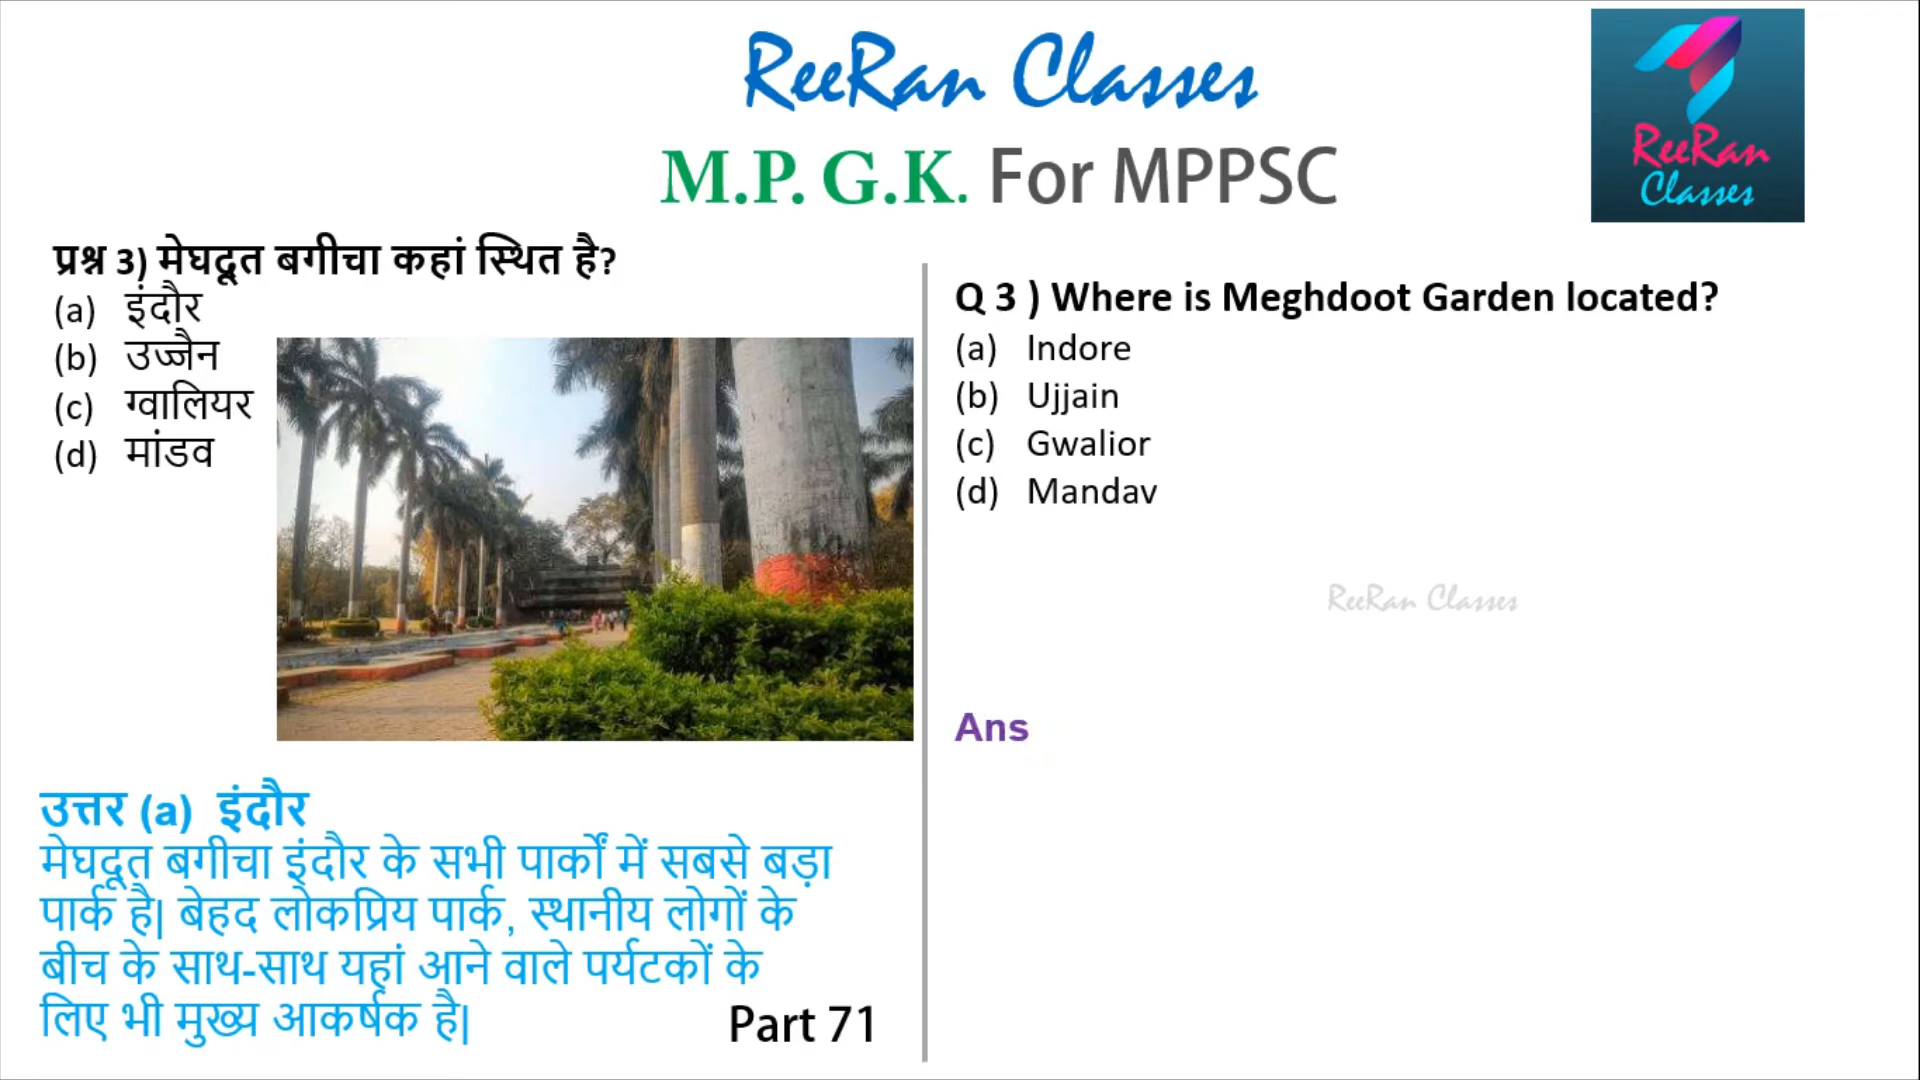 ReeRan Classes
M.P. G.K. For MPPSC
ReeRan
Classes
प्रश्न 3) मेघदूत बगीचा कहां स्थित है?
(a) इंदौर
(b) उज्जैन
(c) ग्वालियर
(d) मांडव
उत्तर (a) इंदौर
मेघदूत बगीचा इंदौर के सभी पार्कों में सबसे बड़ा
पार्क है| बेहद लोकप्रिय पार्क, स्थानीय लोगों के
बीच के साथ-साथ यहां आने वाले पर्यटकों के
लिए भी मुख्य आकर्षक है|
Part 71
Q 3 ) Where is Meghdoot Garden located?
(a) Indore
(b) Ujjain
(c) Gwalior
(d) Mandav
ReeRan Classes
Ans